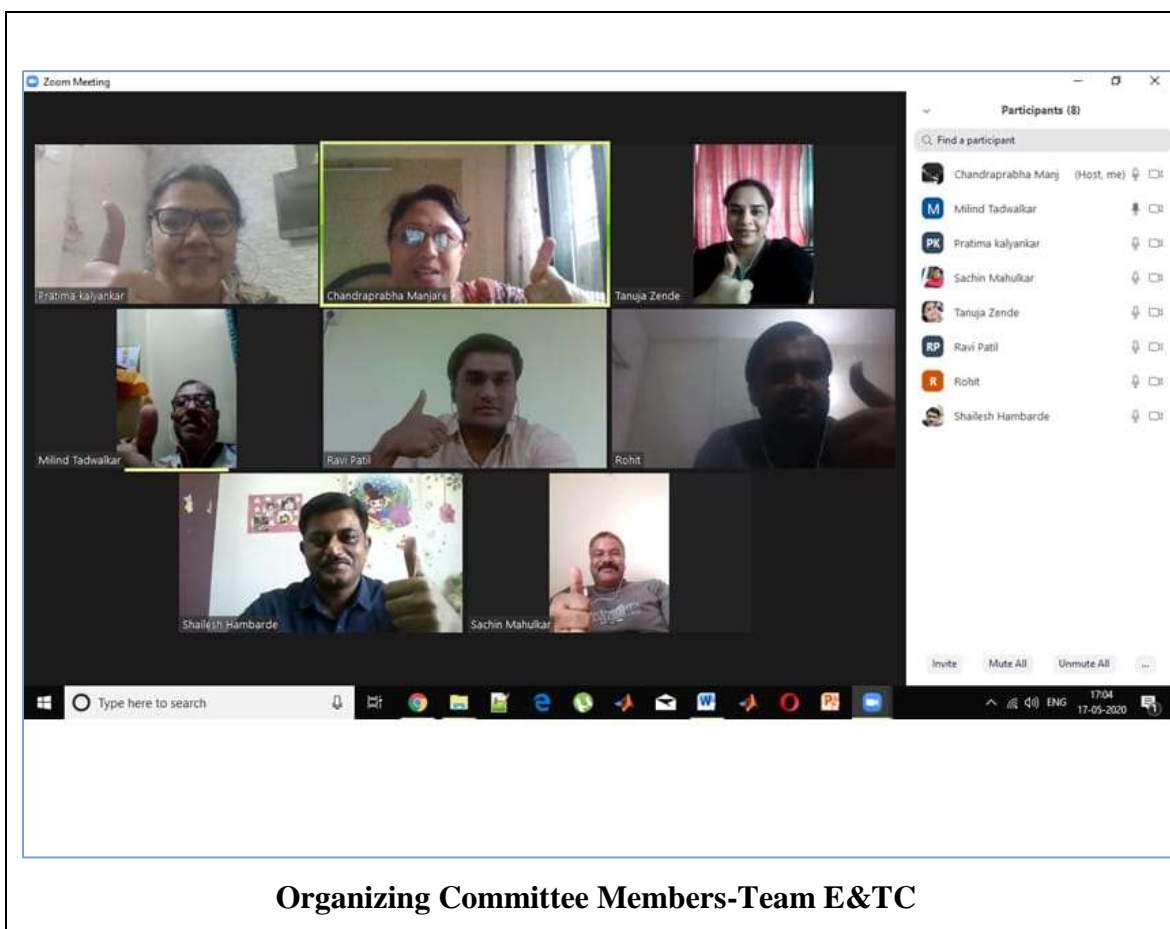 Zoom Meeting
Participants (8)
Find a participant
Chandraprabha Manj (Host, me)
M Milind Tadwalkar
PK Pratima kalyankar
Sachin Mahulkar
Tanuja Zende
RP Ravi Patil
R Rohit
Shailesh Hambarde
Pratima kalyankar
Chandraprabha Manjare
Tanuja Zende
Milind Tadwalkar
Ravi Patil
Rohit
Shailesh Hambarde
Sachin Mahulkar
Invite Mute All Unmute All ...
Type here to search
ENG
17:04
17-05-2020
Organizing Committee Members-Team E&TC